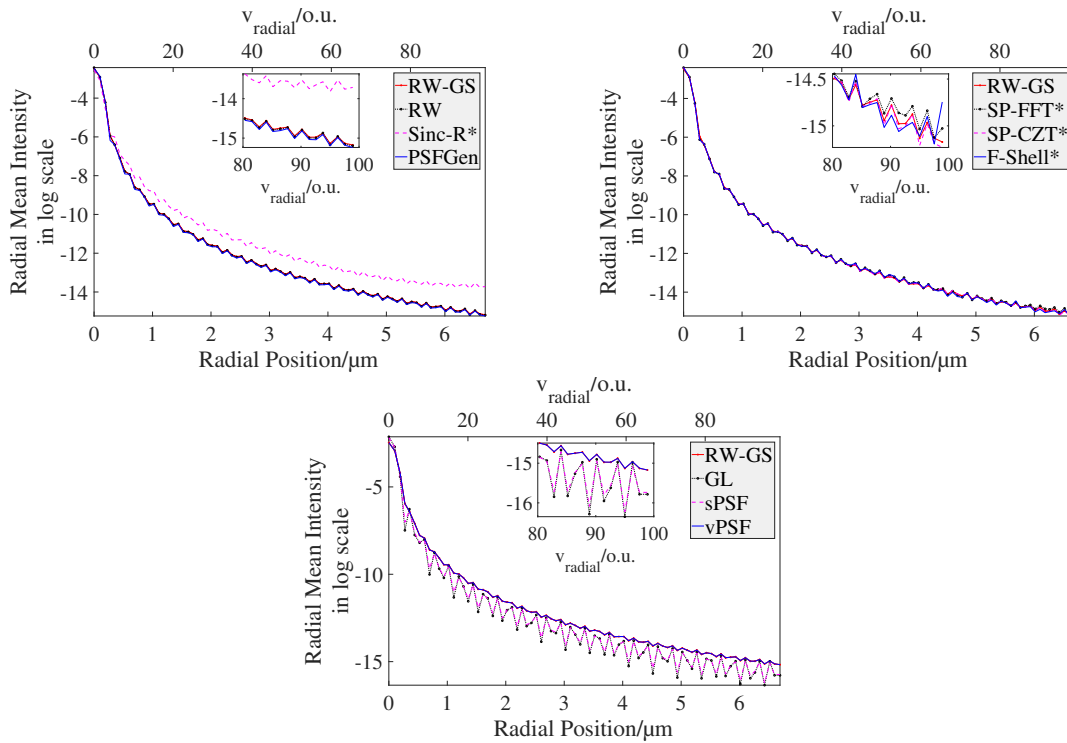 v_radial/o.u.
0 20 40 60 80
-4
-6
-8
-10
-12
-14
Radial Mean Intensity
in log scale
-14
-15
80 90 100
v_radial/o.u.
RW-GS
RW
Sinc-R*
PSFGen
0 1 2 3 4 5 6
Radial Position/μm
v_radial/o.u.
0 20 40 60 80
-4
-6
-8
-10
-12
-14
Radial Mean Intensity
in log scale
-14.5
-15
80 90 100
v_radial/o.u.
RW-GS
SP-FFT*
SP-CZT*
F-Shell*
0 1 2 3 4 5 6
Radial Position/μm
v_radial/o.u.
0 20 40 60 80
-5
-10
-15
Radial Mean Intensity
in log scale
-15
-16
80 90 100
v_radial/o.u.
RW-GS
GL
sPSF
vPSF
0 1 2 3 4 5 6
Radial Position/μm